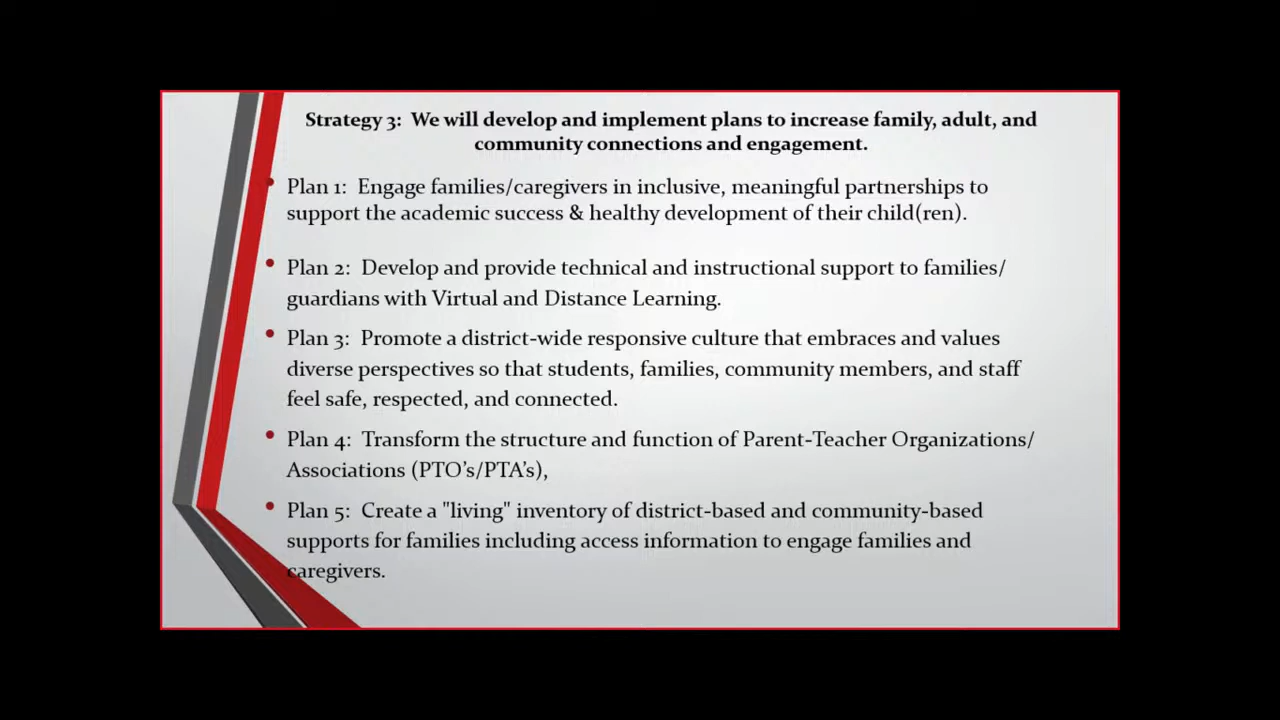 Strategy 3:  We will develop and implement plans to increase family, adult, and
community connections and engagement.
• Plan 1:  Engage families/caregivers in inclusive, meaningful partnerships to
support the academic success & healthy development of their child(ren).
• Plan 2:  Develop and provide technical and instructional support to families/
guardians with Virtual and Distance Learning.
• Plan 3:  Promote a district-wide responsive culture that embraces and values
diverse perspectives so that students, families, community members, and staff
feel safe, respected, and connected.
• Plan 4:  Transform the structure and function of Parent-Teacher Organizations/
Associations (PTO’s/PTA’s),
• Plan 5:  Create a "living" inventory of district-based and community-based
supports for families including access information to engage families and
caregivers.